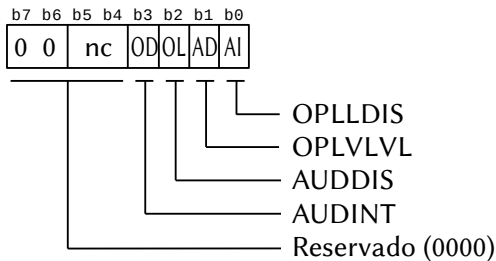 b7 b6 b5 b4 b3 b2 b1 b0
0 0 nc OD OL AD AI
OPLLDIS
OPLVLVL
AUDDIS
AUDINT
Reservado (0000)